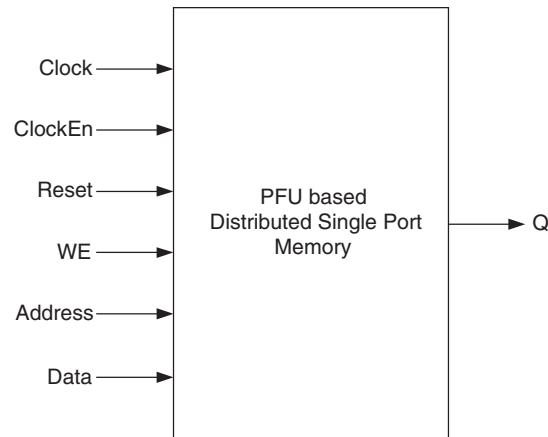 Clock
ClockEn
Reset
WE
Address
Data
PFU based
Distributed Single Port
Memory
Q